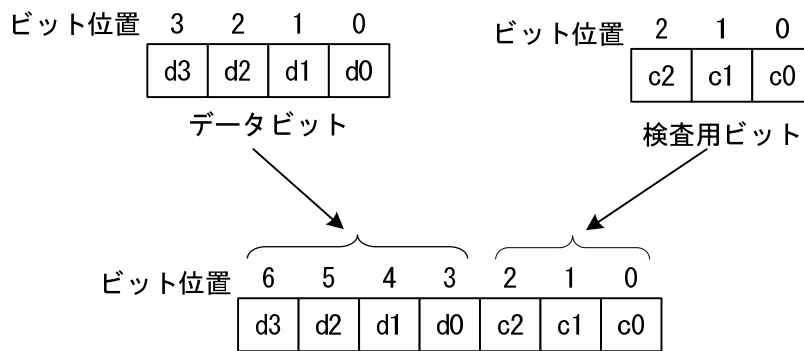 ビット位置 3 2 1 0
d3 d2 d1 d0
データビット
ビット位置 2 1 0
c2 c1 c0
検査用ビット
ビット位置 6 5 4 3 2 1 0
d3 d2 d1 d0 c2 c1 c0